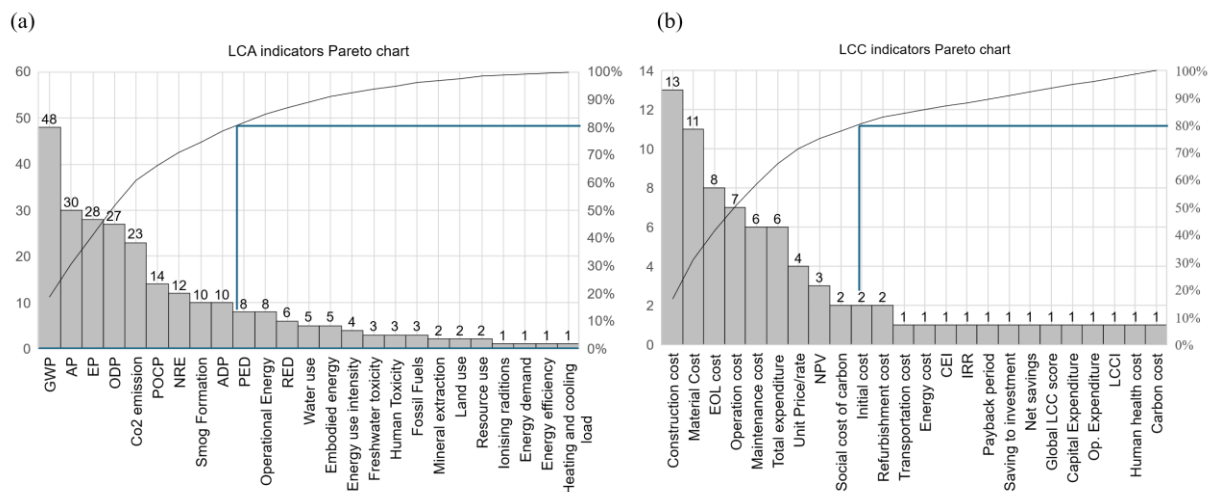 (a)
LCA indicators Pareto chart
60
50
40
30
20
10
0
48
30
28
27
23
14
12
10
10
8
8
6
5
5
4
3
3
3
2
2
2
1
1
1
1
100%
90%
80%
70%
60%
50%
40%
30%
20%
10%
0%
GWP
AP
EP
ODP
Co2 emission
POCP
NRE
Smog Formation
ADP
PED
Operational Energy
RED
Water use
Embodied energy
Energy use intensity
Freshwater toxicity
Human Toxicity
Fossil Fuels
Mineral extraction
Land use
Resource use
Ionising raditions
Energy demand
Energy efficiency
Heating and cooling
load
(b)
LCC indicators Pareto chart
14
12
10
8
6
4
2
0
13
11
8
7
6
6
4
3
2
2
2
1
1
1
1
1
1
1
1
1
1
1
1
1
100%
90%
80%
70%
60%
50%
40%
30%
20%
10%
0%
Construction cost
Material Cost
EOL cost
Operation cost
Maintenance cost
Total expenditure
Unit Price/rate
NPV
Social cost of carbon
Initial cost
Refurbishment cost
Transportation cost
Energy cost
CEI
IRR
Payback period
Saving to investment
Net savings
Global LCC score
Capital Expenditure
Op. Expenditure
LCCI
Human health cost
Carbon cost